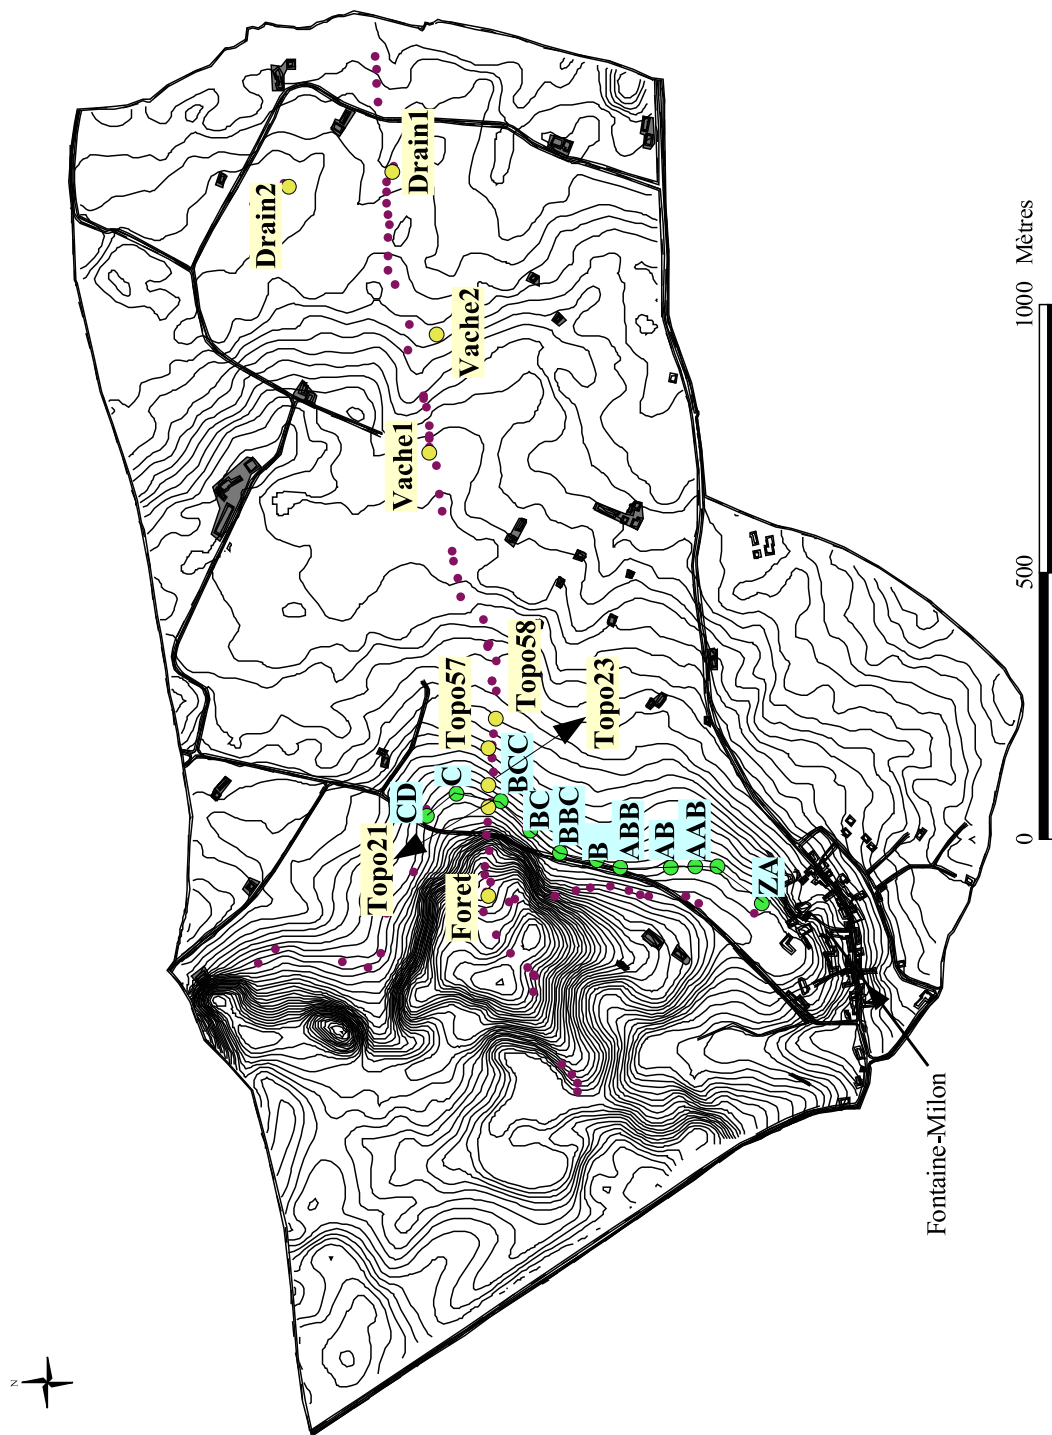 Drain2
Drain1
Vache2
Vache1
Topo58
Topo57
Topo23
Topo21
Foret
CD
C
BCC
BC
BBC
B
ABB
AB
AAB
ZA
Fontaine-Milon
0 500 1000 Mètres
N